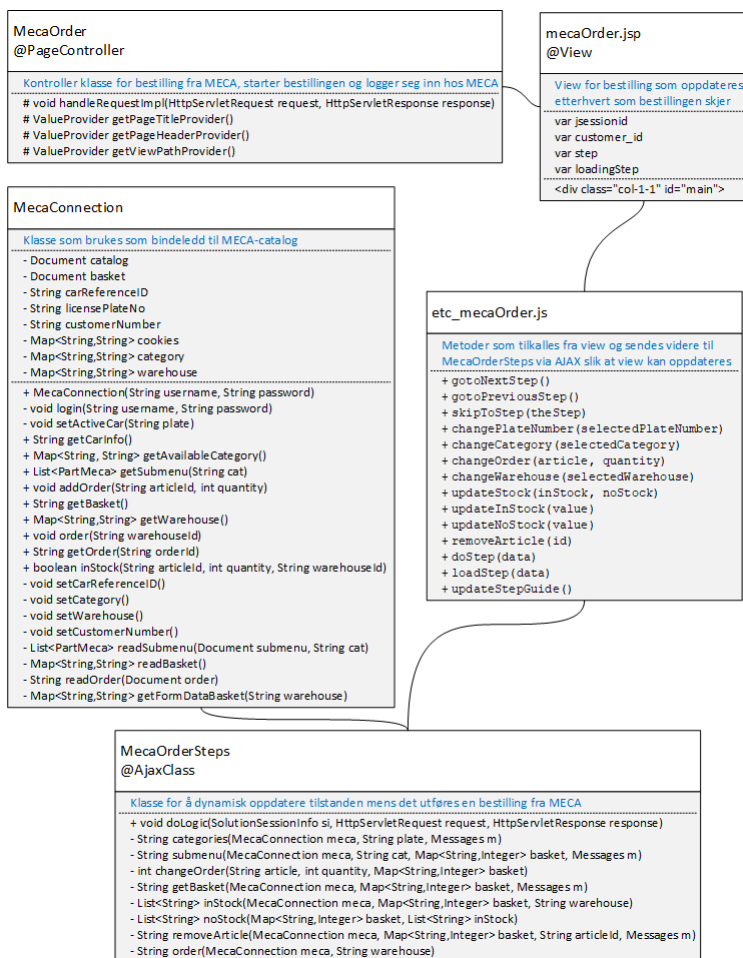 MecaOrder
@PageController
Kontroller klasse for bestilling fra MECA, starter bestillingen og logger seg inn hos MECA
# void handleRequestImpl(HttpServletRequest request, HttpServletResponse response)
# ValueProvider getPageTitleProvider()
# ValueProvider getPageHeaderProvider()
# ValueProvider getViewPathProvider()
mecaOrder.jsp
@View
View for bestilling som oppdateres
etterhvert som bestillingen skjer
var jsessionid
var customer_id
var step
var loadingStep
<div class="col-1-1" id="main">
MecaConnection
Klasse som brukes som bindeledd til MECA-catalog
- Document catalog
- Document basket
- String carReferenceID
- String licensePlateNo
- String customerNumber
- Map<String,String> cookies
- Map<String,String> category
- Map<String,String> warehouse
+ MecaConnection(String username, String password)
- void login(String username, String password)
- void setActiveCar(String plate)
+ String getCarInfo()
+ Map<String, String> getAvailableCategory()
+ List<PartMeca> getSubmenu(String cat)
+ void addOrder(String articleId, int quantity)
+ String getBasket()
+ Map<String,String> getWarehouse()
+ void order(String warehouseId)
+ String getOrder(String orderId)
+ boolean inStock(String articleId, int quantity, String warehouseId)
- void setCarReferenceID()
- void setCategory()
- void setWarehouse()
- void setCustomerNumber()
- List<PartMeca> readSubmenu(Document submenu, String cat)
- Map<String,String> readBasket()
- String readOrder(Document order)
- Map<String,String> getFormDataBasket(String warehouse)
etc_mecaOrder.js
Metoder som tilkalles fra view og sendes videre til
MecaOrderSteps via AJAX slik at view kan oppdateres
+ gotoNextStep()
+ gotoPreviousStep()
+ skipToStep(theStep)
+ changePlateNumber(selectedPlateNumber)
+ changeCategory(selectedCategory)
+ changeOrder(article, quantity)
+ changeWarehouse(selectedWarehouse)
+ updateStock(inStock, noStock)
+ updateInStock(value)
+ updateNoStock(value)
+ removeArticle(id)
+ doStep(data)
+ loadStep(data)
+ updateStepGuide()
MecaOrderSteps
@AjaxClass
Klasse for å dynamisk oppdatere tilstanden mens det utføres en bestilling fra MECA
+ void doLogic(SolutionSessionInfo si, HttpServletRequest request, HttpServletResponse response)
- String categories(MecaConnection meca, String plate, Messages m)
- String submenu(MecaConnection meca, String cat, Map<String,Integer> basket, Messages m)
- int changeOrder(String article, int quantity, Map<String,Integer> basket)
- String getBasket(MecaConnection meca, Map<String,Integer> basket, Messages m)
- List<String> inStock(MecaConnection meca, Map<String,Integer> basket, String warehouse)
- List<String> noStock(Map<String,Integer> basket, List<String> inStock)
- String removeArticle(MecaConnection meca, Map<String,Integer> basket, String articleId, Messages m)
- String order(MecaConnection meca, String warehouse)